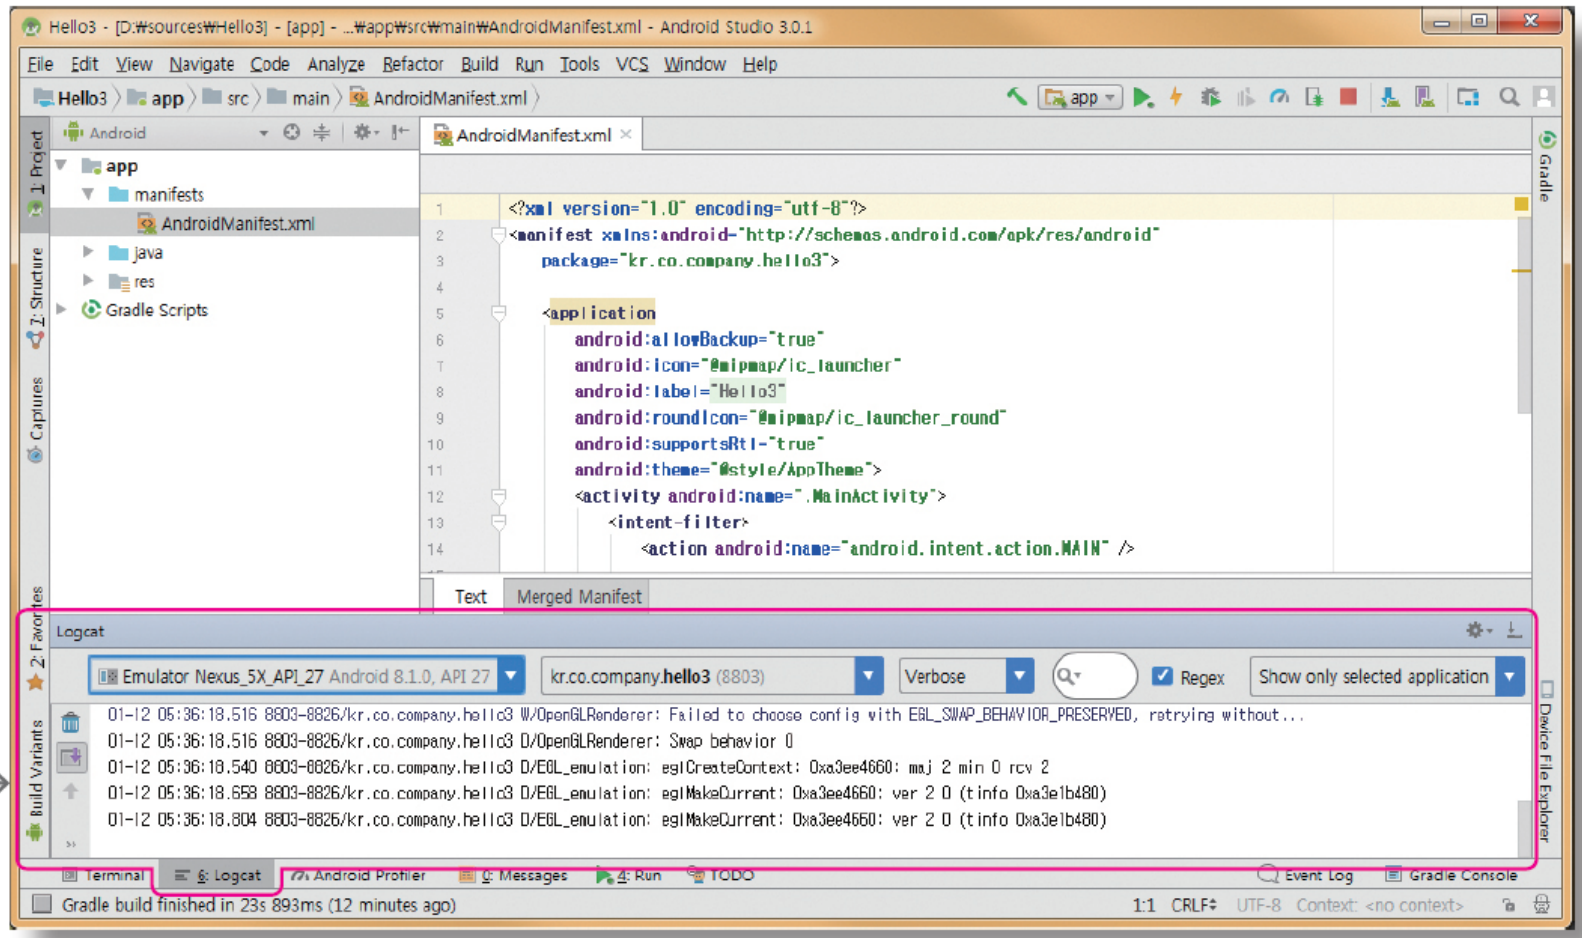 Hello3 - [D:₩sources₩Hello3] - [app] - ...₩app₩src₩main₩AndroidManifest.xml - Android Studio 3.0.1
File Edit View Navigate Code Analyze Refactor Build Run Tools VCS Window Help
Hello3 app src main AndroidManifest.xml app
1: Project
Z: Structure
Captures
2: Favorites
Build Variants
Android
app
manifests
AndroidManifest.xml
java
res
Gradle Scripts
AndroidManifest.xml
1 <?xml version="1.0" encoding="utf-8"?>
2 <manifest xmlns:android="http://schemas.android.com/apk/res/android"
3 package="kr.co.company.hello3">
4
5 <application
6 android:allowBackup="true"
7 android:icon="@mipmap/ic_launcher"
8 android:label="Hello3"
9 android:roundIcon="@mipmap/ic_launcher_round"
10 android:supportsRtl="true"
11 android:theme="@style/AppTheme">
12 <activity android:name=".MainActivity">
13 <intent-filter>
14 <action android:name="android.intent.action.MAIN" />
Text Merged Manifest
Gradle
Device File Explorer
Logcat
Emulator Nexus_5X_API_27 Android 8.1.0, API 27 kr.co.company.hello3 (8803) Verbose Regex Show only selected application
01-12 05:36:18.516 8803-8826/kr.co.company.hello3 W/OpenGLRenderer: Failed to choose config with EGL_SWAP_BEHAVIOR_PRESERVED, retrying without...
01-12 05:36:18.516 8803-8826/kr.co.company.hello3 D/OpenGLRenderer: Swap behavior 0
01-12 05:36:18.540 8803-8826/kr.co.company.hello3 D/EGL_emulation: eglCreateContext: 0xa3ee4660: maj 2 min 0 rcv 2
01-12 05:36:18.658 8803-8826/kr.co.company.hello3 D/EGL_emulation: eglMakeCurrent: 0xa3ee4660: ver 2 0 (tinfo 0xa3e1b480)
01-12 05:36:18.804 8803-8826/kr.co.company.hello3 D/EGL_emulation: eglMakeCurrent: 0xa3ee4660: ver 2 0 (tinfo 0xa3e1b480)
Terminal 6: Logcat Android Profiler 0: Messages 4: Run TODO Event Log Gradle Console
Gradle build finished in 23s 893ms (12 minutes ago) 1:1 CRLF UTF-8 Context: <no context>